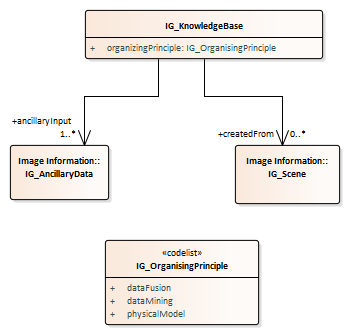 IG_KnowledgeBase
+ organizingPrinciple: IG_OrganisingPrinciple
+ancillaryInput
1..*
+createdFrom 0..*
Image Information::
IG_AncillaryData
Image Information::
IG_Scene
«codelist»
IG_OrganisingPrinciple
+ dataFusion
+ dataMining
+ physicalModel